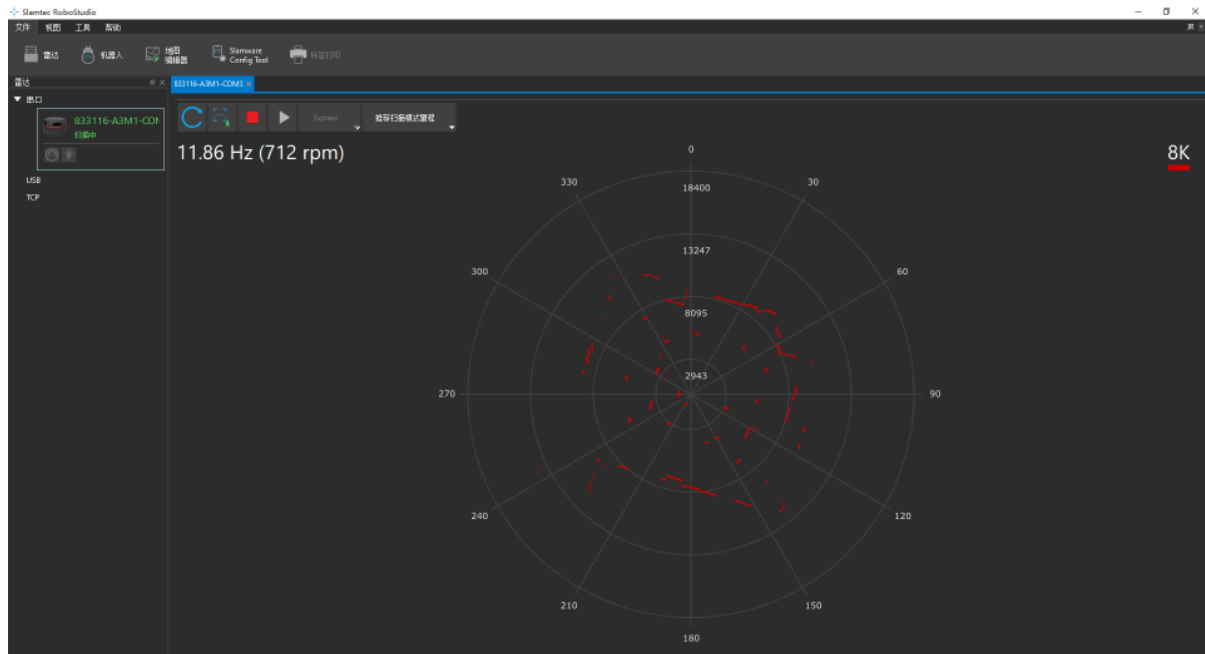 Slamtec RoboStudio
文件 视图 工具 帮助
雷达 机器人 地图编辑器 Slamware Config Tool 标签打印
雷达
833116-A3M1-COM3
串口
833116-A3M1-COM
扫描中
USB
TCP
Express 推荐扫描模式量程
11.86 Hz (712 rpm)
8K
0
330 30
18400
13247
300 60
8095
2943
270 90
240 120
210 150
180